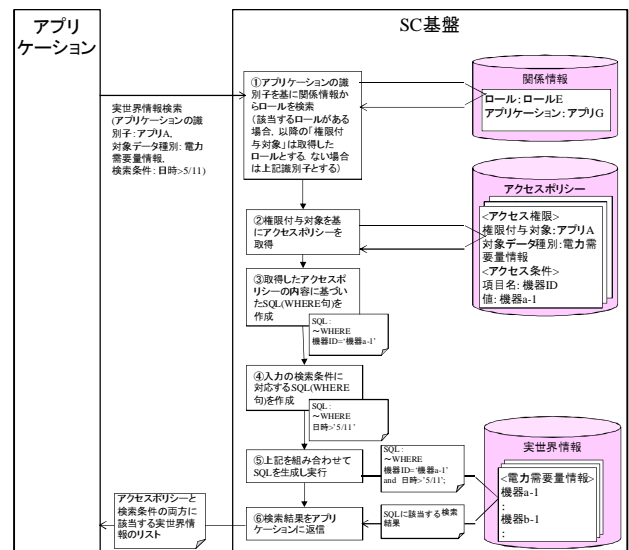 アプリ
ケーション
SC基盤
実世界情報検索
(アプリケーションの識
別子:アプリA,
対象データ種別:電力
需要量情報,
検索条件:日時>5/11)
①アプリケーションの識
別子を基に関係情報か
らロールを検索
(該当するロールがある
場合、以降の「権限付
与対象」は取得した
ロールとする。ない場合
は上記識別子とする)
関係情報
ロール:ロールE
アプリケーション:アプリG
②権限付与対象を基
にアクセスポリシーを
取得
アクセスポリシー
<アクセス権限>
権限付与対象:アプリA
対象データ種別:電力需
要量情報
<アクセス条件>
項目名:機器ID
値:機器a-1
③取得したアクセスポ
リシーの内容に基づい
たSQL(WHERE句)を
作成
SQL:
~WHERE
機器ID='機器a-1'
④入力の検索条件に
対応するSQL(WHERE
句)を作成
SQL:
~WHERE
日時>'5/11'
⑤上記を組み合わせて
SQLを生成し実行
SQL:
~WHERE
機器ID='機器a-1'
and 日時>'5/11';
実世界情報
<電力需要量情報>
機器a-1
:
機器b-1
:
⑥検索結果をアプリ
ケーションに返信
SQLに該当する検索
結果
アクセスポリシーと
検索条件の両方に
該当する実世界情
報のリスト